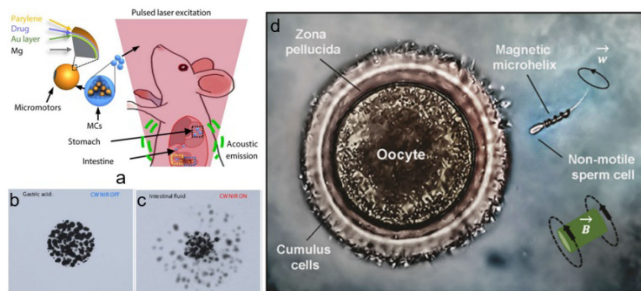 Parylene
Drug
Au layer
Mg
Micromotors
MCs
Pulsed laser excitation
Stomach
Intestine
Acoustic
emission
a
b
Gastric acid
CW NIR OFF
c
Intestinal fluid
CW NIR ON
d
Zona
pellucida
Magnetic
microhelix
w
Oocyte
Non-motile
sperm cell
Cumulus
cells
B